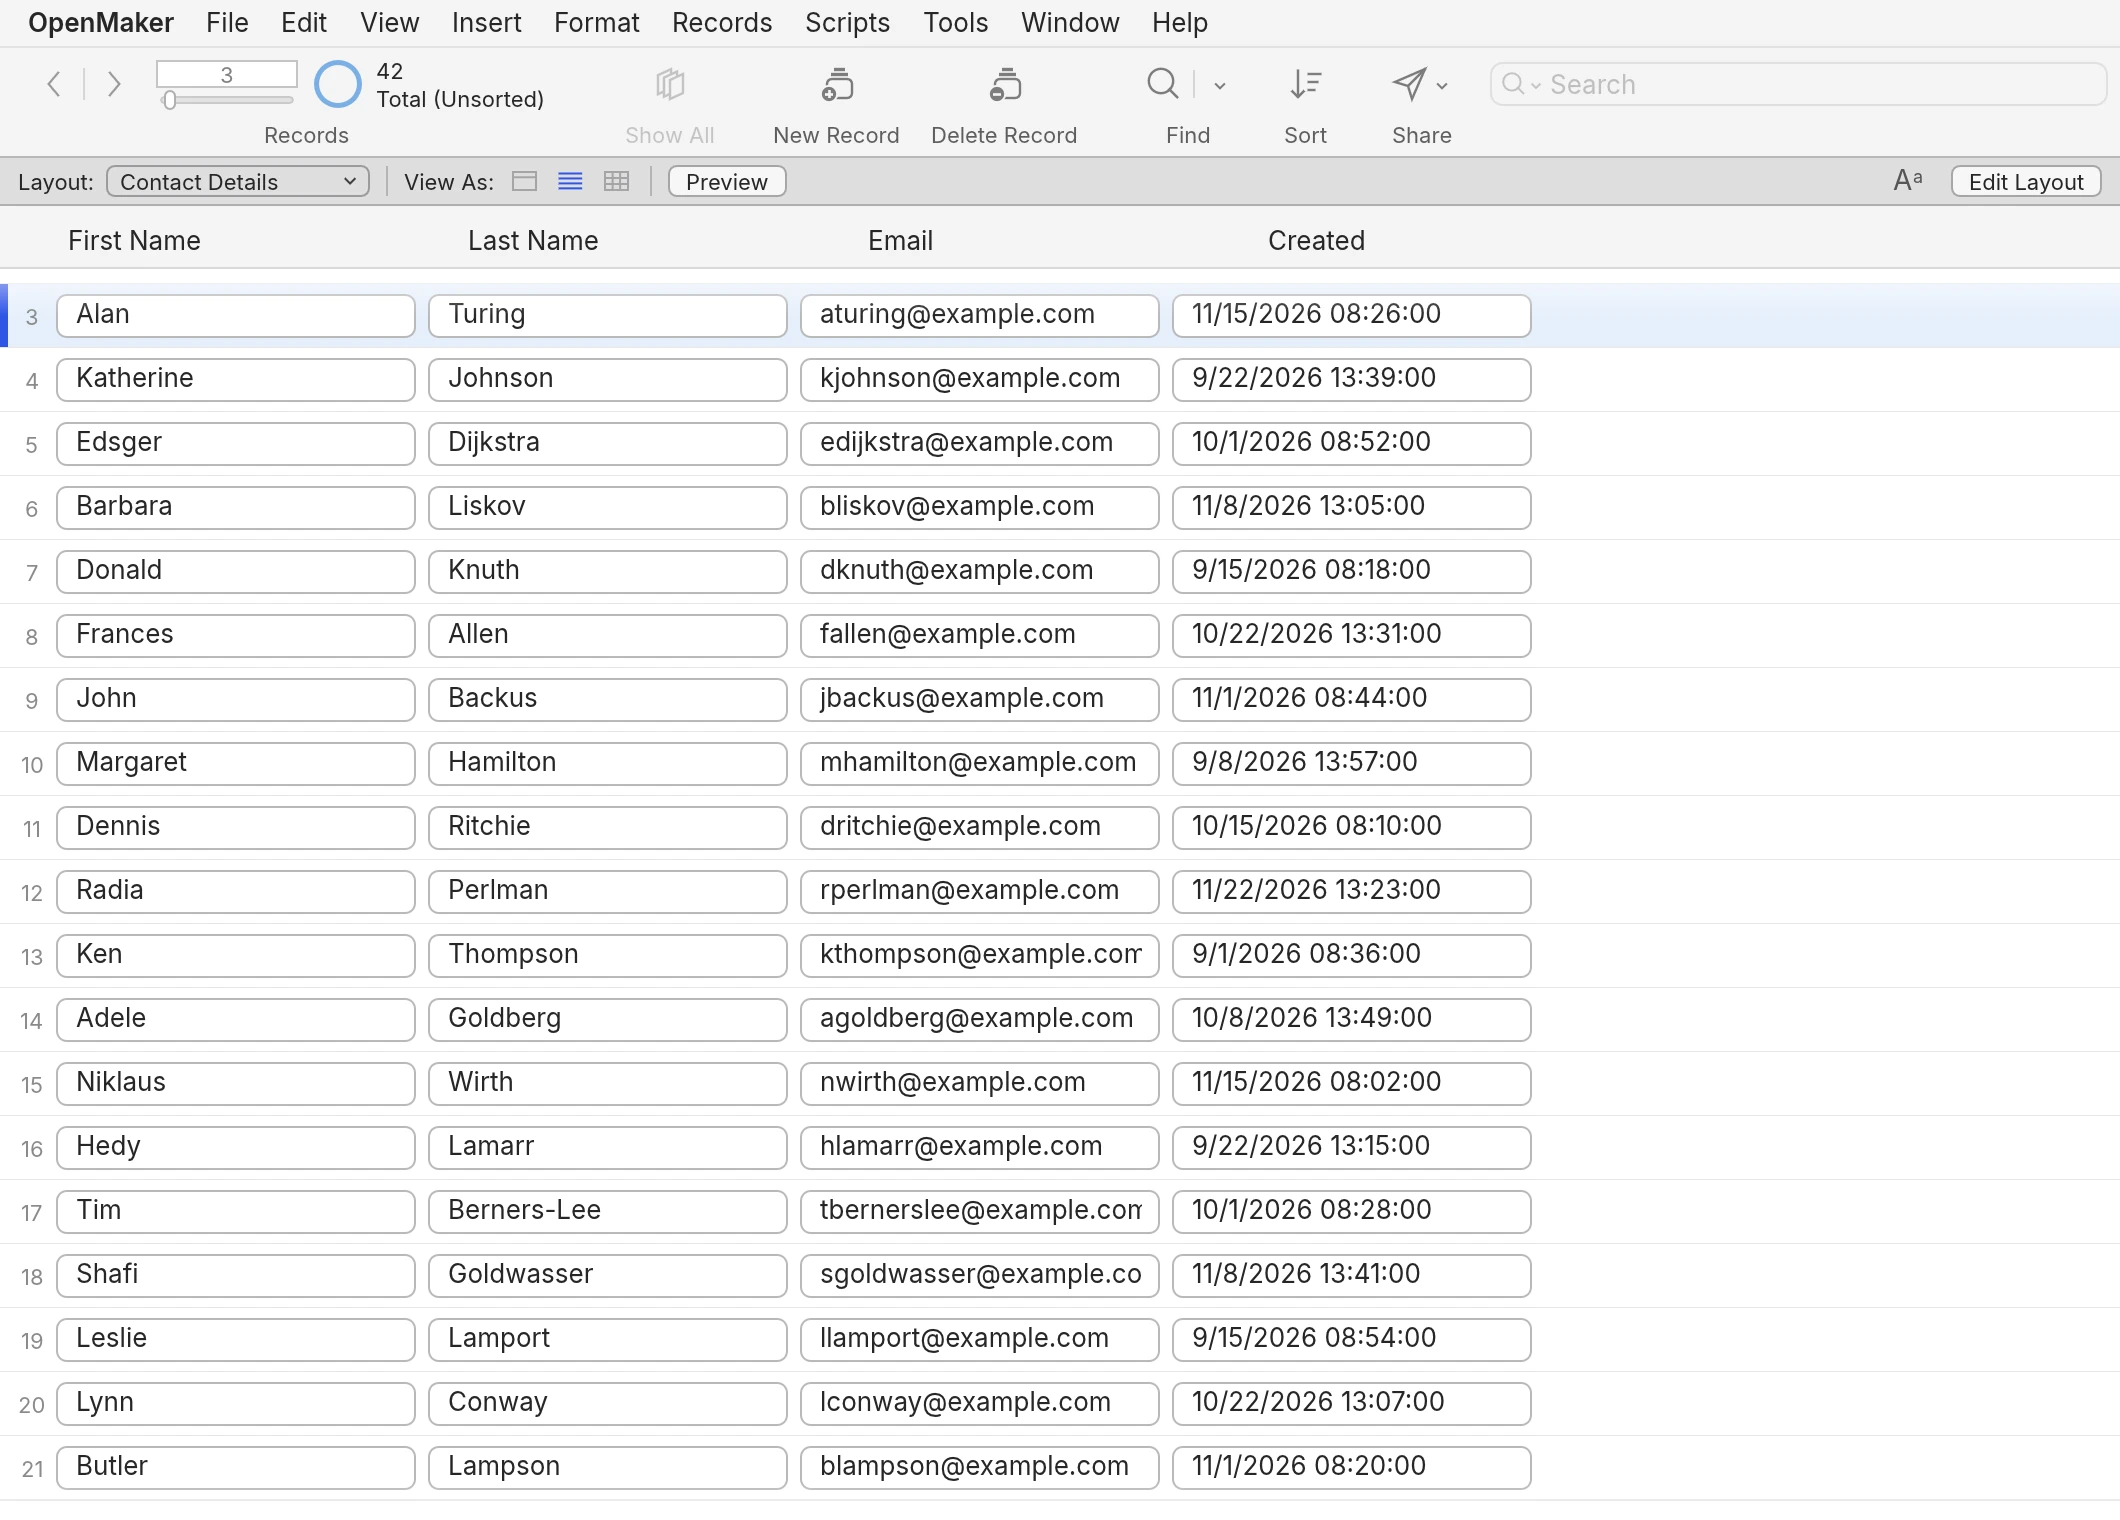 OpenMaker File Edit View Insert Format Records Scripts Tools Window Help
3 42
Total (Unsorted)
Records Show All New Record Delete Record Find Sort Share Search
Layout: Contact Details View As: Preview Aa Edit Layout
First Name Last Name Email Created
3 Alan Turing aturing@example.com 11/15/2026 08:26:00
4 Katherine Johnson kjohnson@example.com 9/22/2026 13:39:00
5 Edsger Dijkstra edijkstra@example.com 10/1/2026 08:52:00
6 Barbara Liskov bliskov@example.com 11/8/2026 13:05:00
7 Donald Knuth dknuth@example.com 9/15/2026 08:18:00
8 Frances Allen fallen@example.com 10/22/2026 13:31:00
9 John Backus jbackus@example.com 11/1/2026 08:44:00
10 Margaret Hamilton mhamilton@example.com 9/8/2026 13:57:00
11 Dennis Ritchie dritchie@example.com 10/15/2026 08:10:00
12 Radia Perlman rperlman@example.com 11/22/2026 13:23:00
13 Ken Thompson kthompson@example.com 9/1/2026 08:36:00
14 Adele Goldberg agoldberg@example.com 10/8/2026 13:49:00
15 Niklaus Wirth nwirth@example.com 11/15/2026 08:02:00
16 Hedy Lamarr hlamarr@example.com 9/22/2026 13:15:00
17 Tim Berners-Lee tbernerslee@example.com 10/1/2026 08:28:00
18 Shafi Goldwasser sgoldwasser@example.co 11/8/2026 13:41:00
19 Leslie Lamport llamport@example.com 9/15/2026 08:54:00
20 Lynn Conway lconway@example.com 10/22/2026 13:07:00
21 Butler Lampson blampson@example.com 11/1/2026 08:20:00